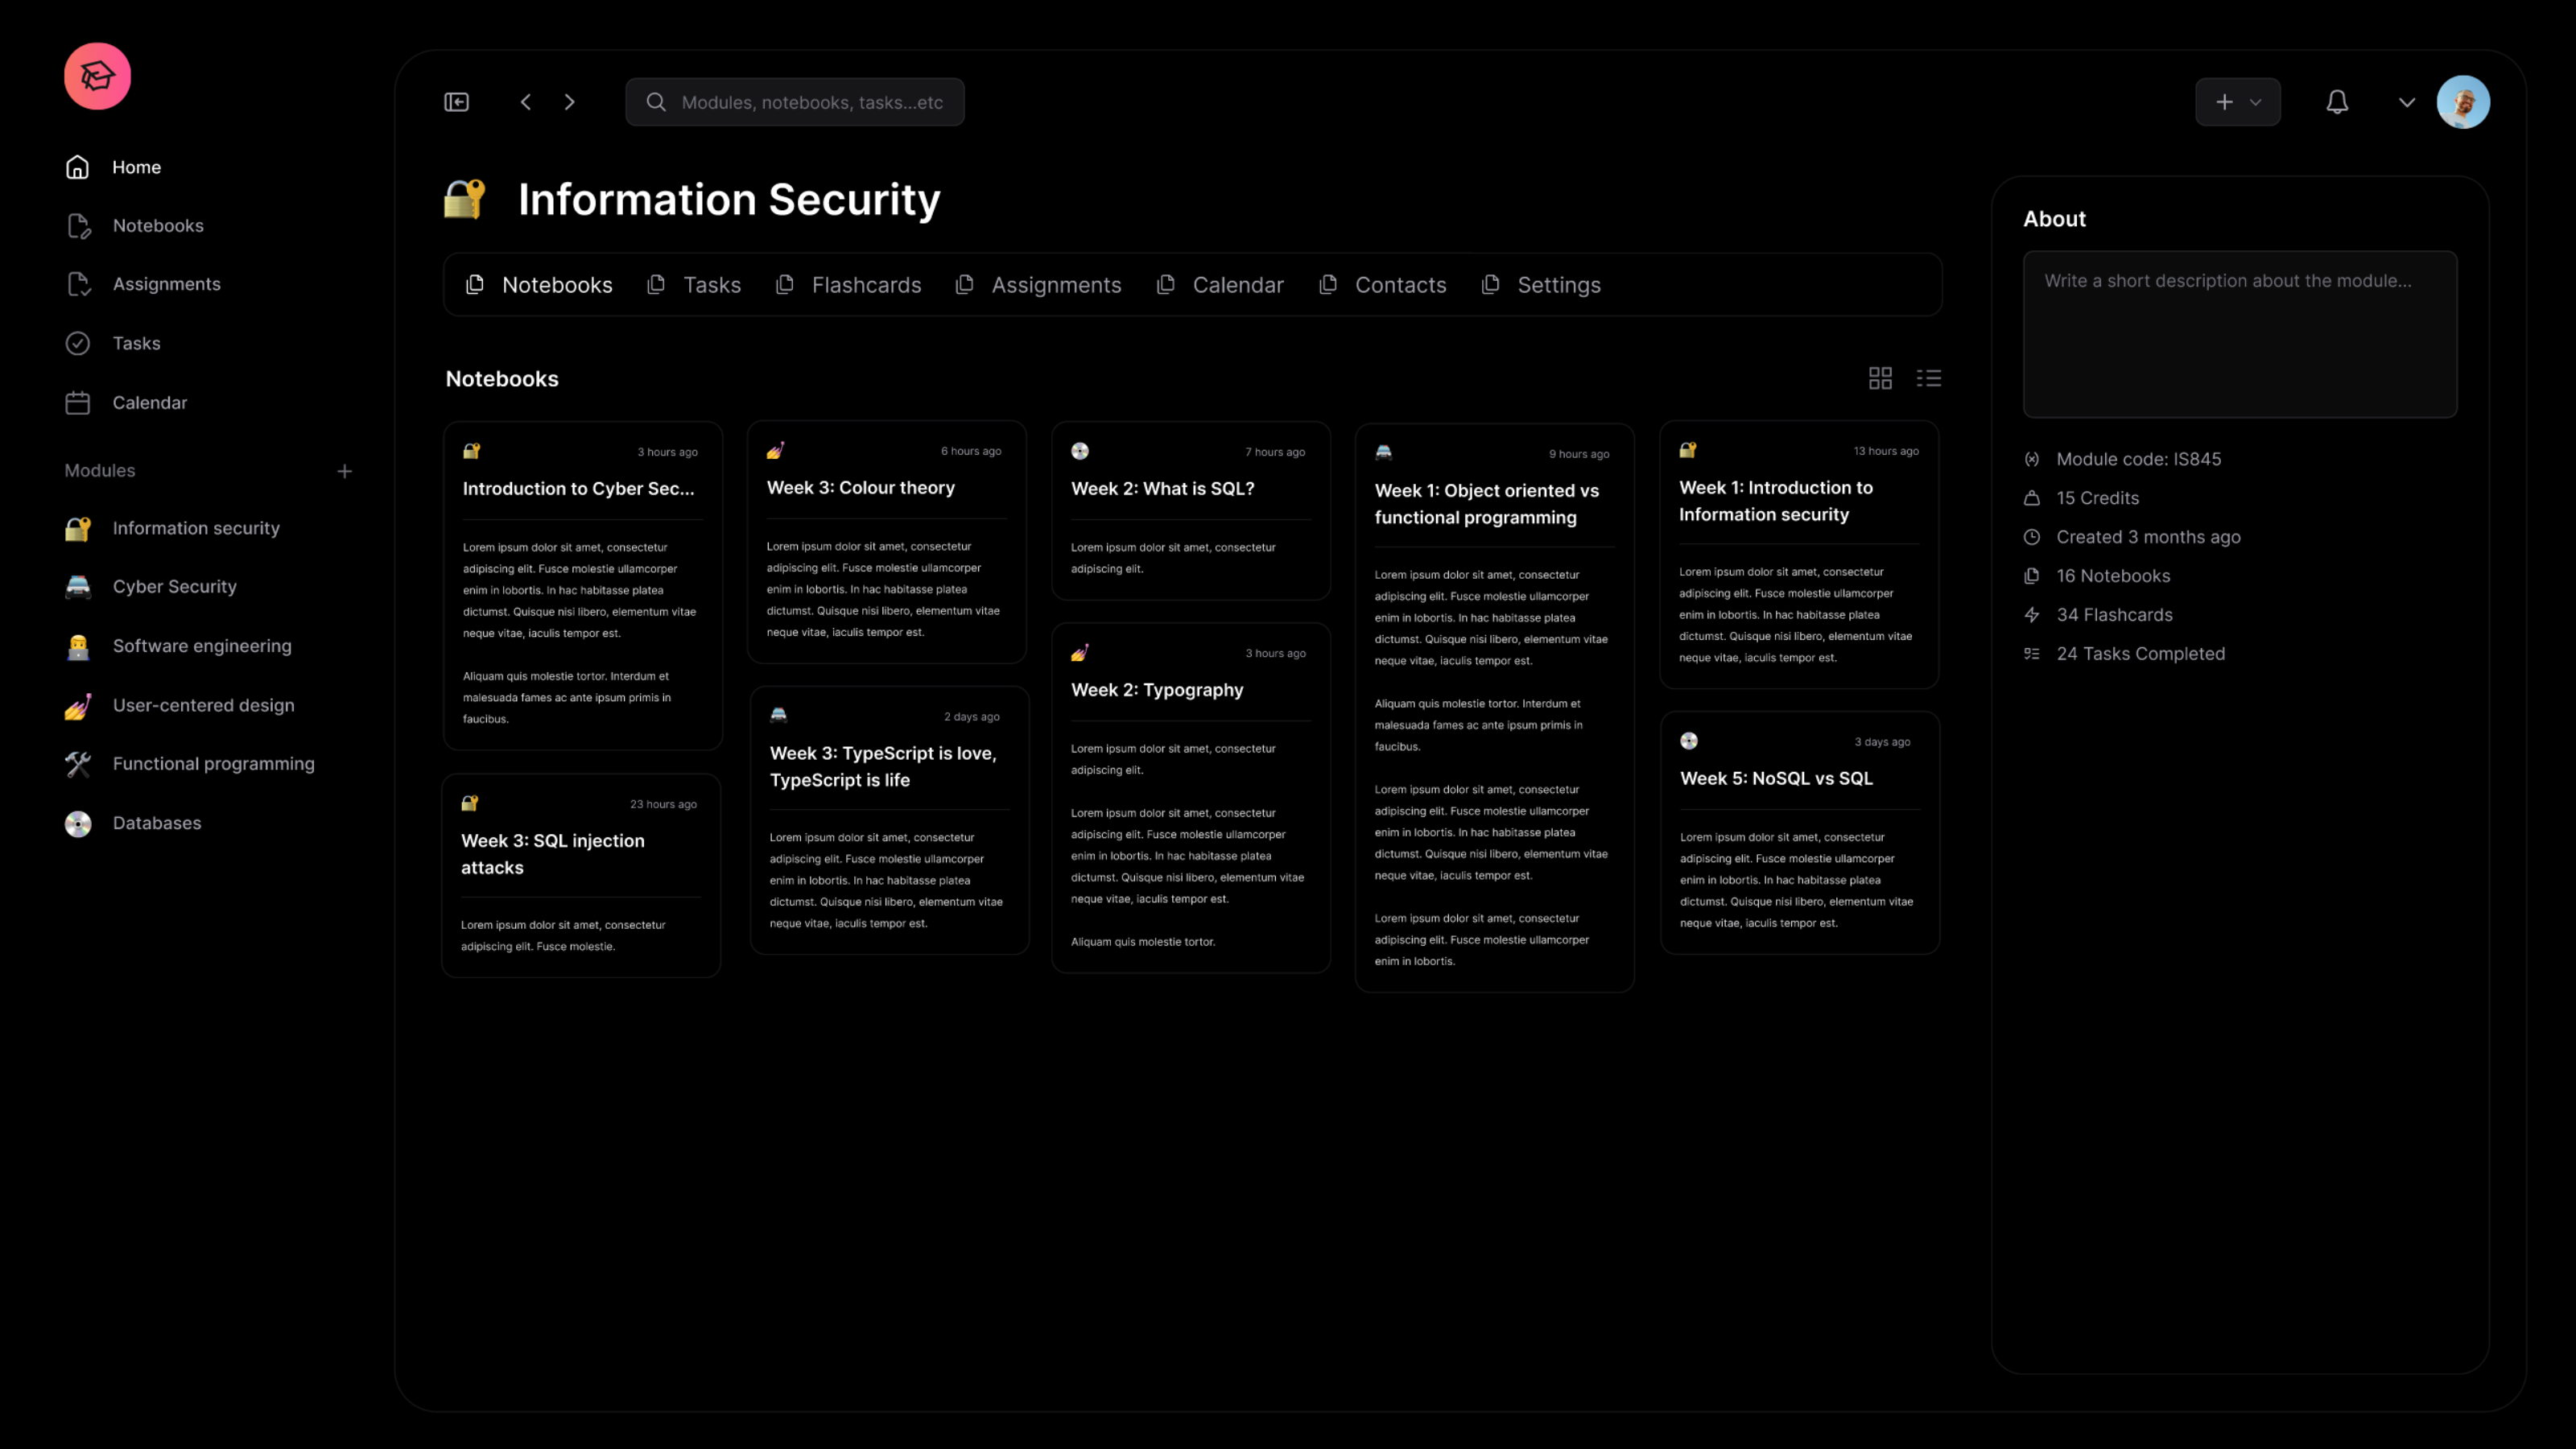 Home
Notebooks
Assignments
Tasks
Calendar
Modules
Information security
Cyber Security
Software engineering
User-centered design
Functional programming
Databases
Modules, notebooks, tasks...etc
Information Security
Notebooks Tasks Flashcards Assignments Calendar Contacts Settings
Notebooks
3 hours ago
Introduction to Cyber Sec...
Lorem ipsum dolor sit amet, consectetur
adipiscing elit. Fusce molestie ullamcorper
enim in lobortis. In hac habitasse platea
dictumst. Quisque nisi libero, elementum vitae
neque vitae, iaculis tempor est.
Aliquam quis molestie tortor. Interdum et
malesuada fames ac ante ipsum primis in
faucibus.
23 hours ago
Week 3: SQL injection
attacks
Lorem ipsum dolor sit amet, consectetur
adipiscing elit. Fusce molestie.
6 hours ago
Week 3: Colour theory
Lorem ipsum dolor sit amet, consectetur
adipiscing elit. Fusce molestie ullamcorper
enim in lobortis. In hac habitasse platea
dictumst. Quisque nisi libero, elementum vitae
neque vitae, iaculis tempor est.
2 days ago
Week 3: TypeScript is love,
TypeScript is life
Lorem ipsum dolor sit amet, consectetur
adipiscing elit. Fusce molestie ullamcorper
enim in lobortis. In hac habitasse platea
dictumst. Quisque nisi libero, elementum vitae
neque vitae, iaculis tempor est.
7 hours ago
Week 2: What is SQL?
Lorem ipsum dolor sit amet, consectetur
adipiscing elit.
3 hours ago
Week 2: Typography
Lorem ipsum dolor sit amet, consectetur
adipiscing elit.
Lorem ipsum dolor sit amet, consectetur
adipiscing elit. Fusce molestie ullamcorper
enim in lobortis. In hac habitasse platea
dictumst. Quisque nisi libero, elementum vitae
neque vitae, iaculis tempor est.
Aliquam quis molestie tortor.
9 hours ago
Week 1: Object oriented vs
functional programming
Lorem ipsum dolor sit amet, consectetur
adipiscing elit. Fusce molestie ullamcorper
enim in lobortis. In hac habitasse platea
dictumst. Quisque nisi libero, elementum vitae
neque vitae, iaculis tempor est.
Aliquam quis molestie tortor. Interdum et
malesuada fames ac ante ipsum primis in
faucibus.
Lorem ipsum dolor sit amet, consectetur
adipiscing elit. Fusce molestie ullamcorper
enim in lobortis. In hac habitasse platea
dictumst. Quisque nisi libero, elementum vitae
neque vitae, iaculis tempor est.
Lorem ipsum dolor sit amet, consectetur
adipiscing elit. Fusce molestie ullamcorper
enim in lobortis.
13 hours ago
Week 1: Introduction to
Information security
Lorem ipsum dolor sit amet, consectetur
adipiscing elit. Fusce molestie ullamcorper
enim in lobortis. In hac habitasse platea
dictumst. Quisque nisi libero, elementum vitae
neque vitae, iaculis tempor est.
3 days ago
Week 5: NoSQL vs SQL
Lorem ipsum dolor sit amet, consectetur
adipiscing elit. Fusce molestie ullamcorper
enim in lobortis. In hac habitasse platea
dictumst. Quisque nisi libero, elementum vitae
neque vitae, iaculis tempor est.
About
Write a short description about the module...
Module code: IS845
15 Credits
Created 3 months ago
16 Notebooks
34 Flashcards
24 Tasks Completed